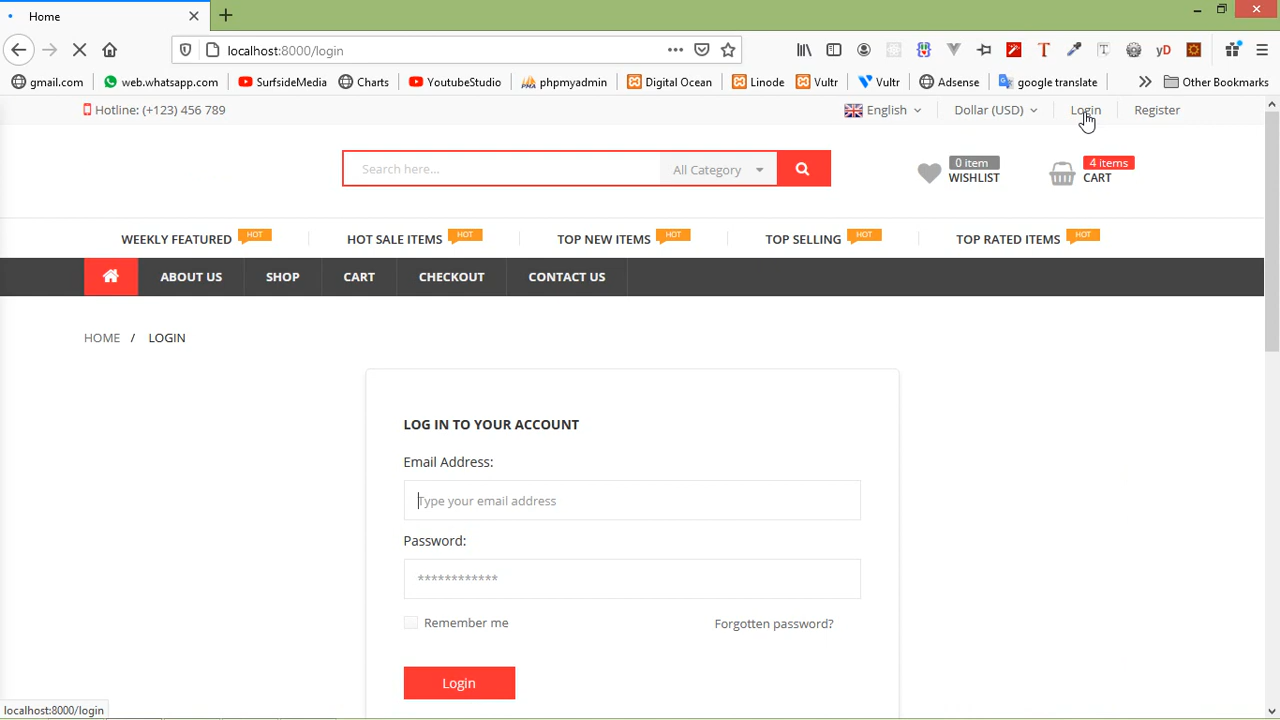 Home
localhost:8000/login
gmail.com web.whatsapp.com SurfsideMedia Charts YoutubeStudio phpmyadmin Digital Ocean Linode Vultr Vultr Adsense google translate Other Bookmarks
Hotline: (+123) 456 789 English Dollar (USD) Login Register
Search here... All Category
0 item
WISHLIST
4 items
CART
WEEKLY FEATURED HOT HOT SALE ITEMS HOT TOP NEW ITEMS HOT TOP SELLING HOT TOP RATED ITEMS HOT
ABOUT US SHOP CART CHECKOUT CONTACT US
HOME / LOGIN
LOG IN TO YOUR ACCOUNT
Email Address:
Type your email address
Password:
************
Remember me Forgotten password?
Login
localhost:8000/login